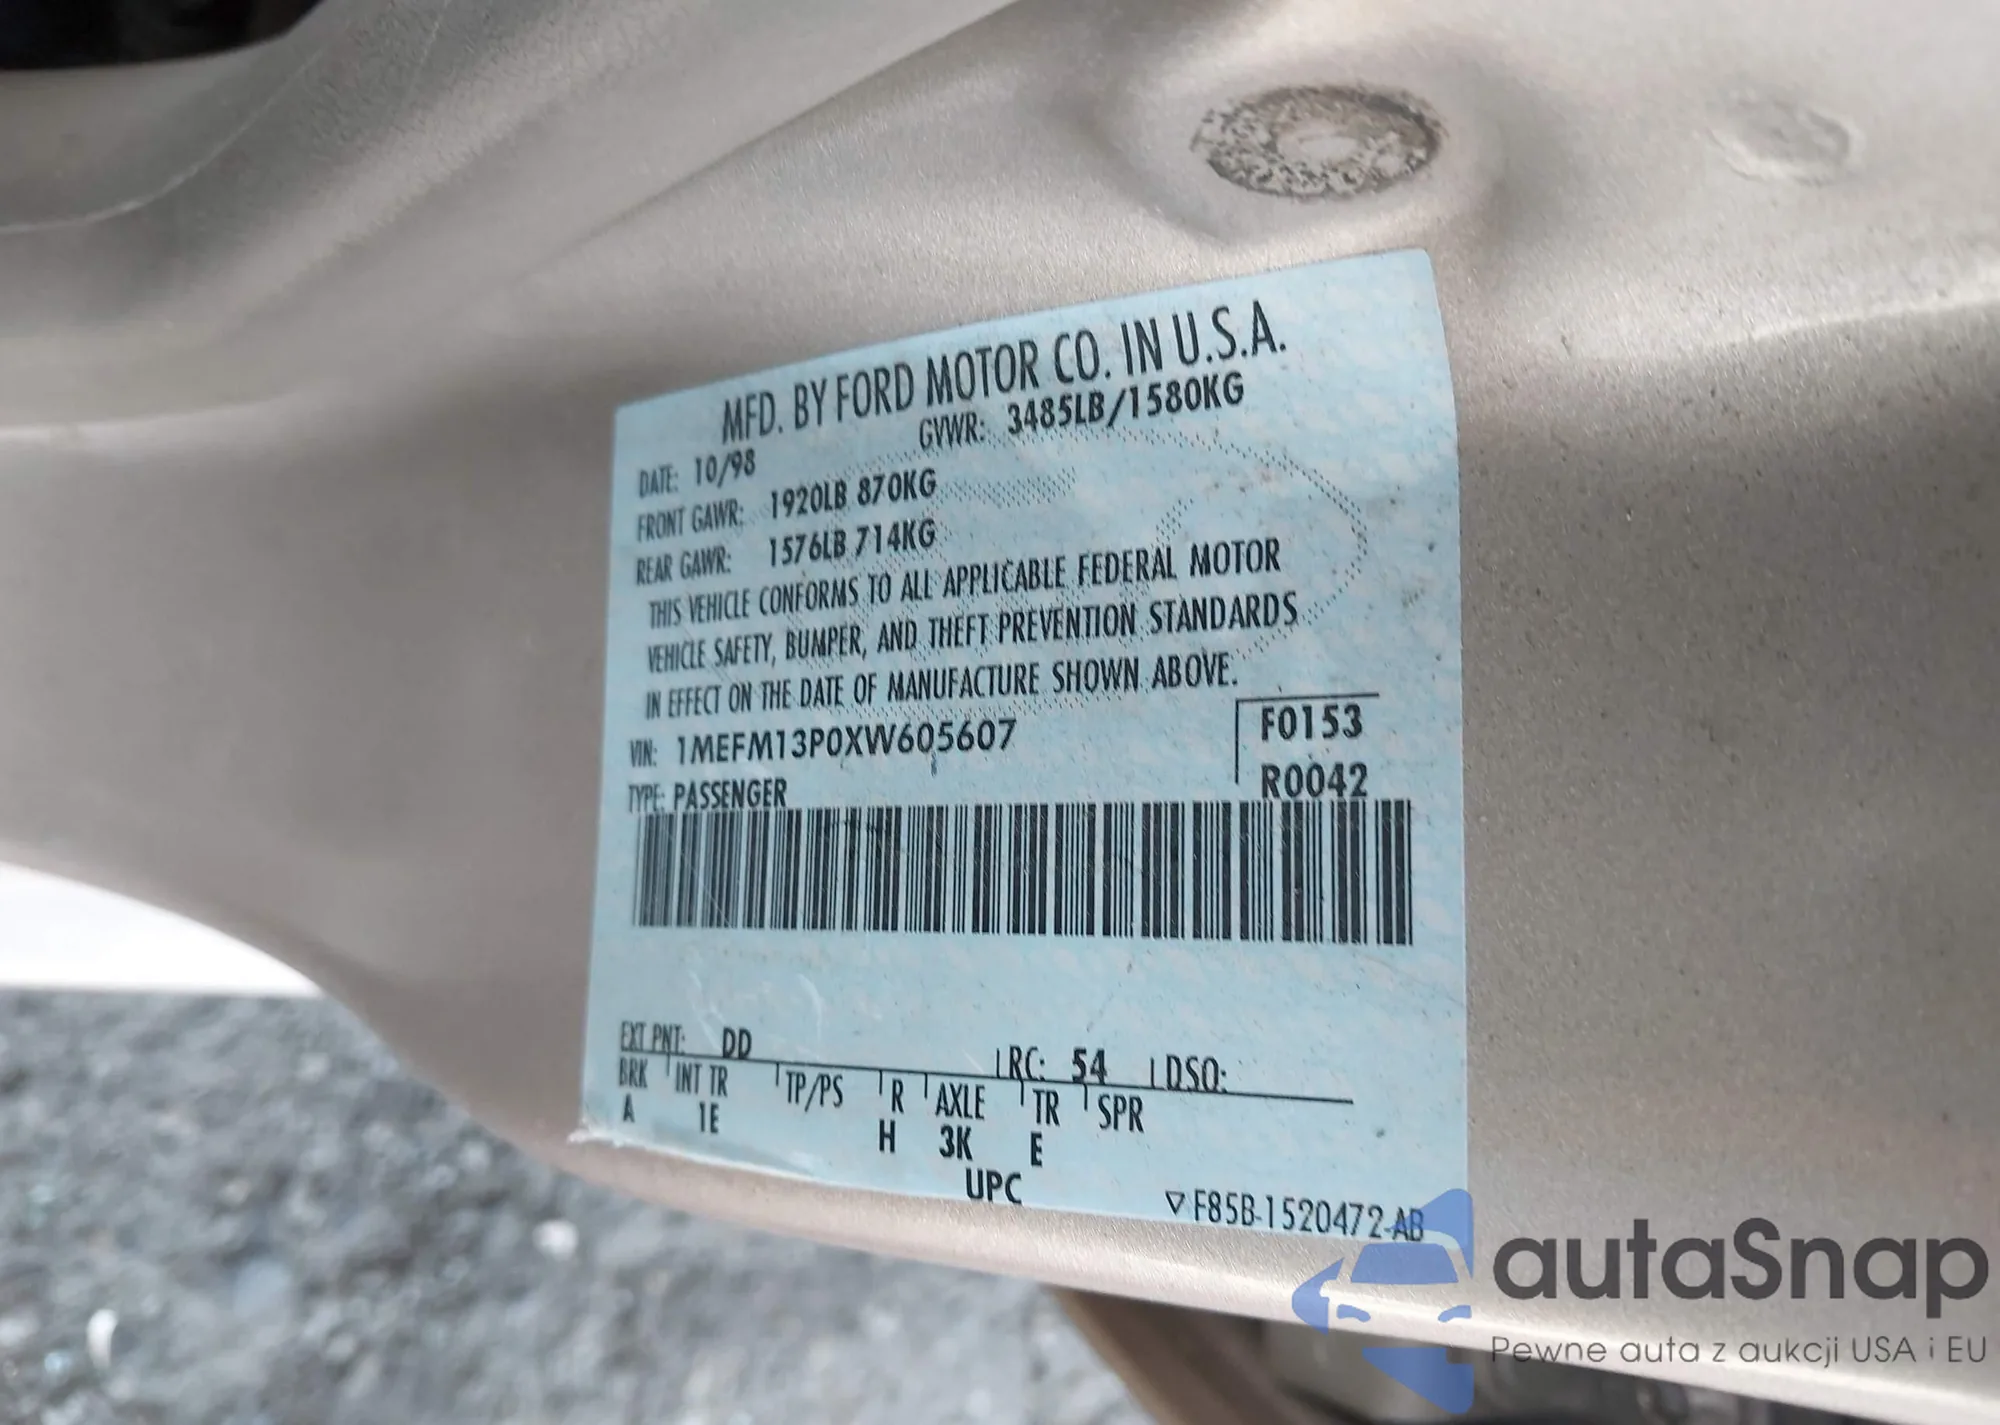 MFD. BY FORD MOTOR CO. IN U.S.A.
GVWR: 3485LB/1580KG
DATE: 10/98
FRONT GAWR: 1920LB 870KG
REAR GAWR: 1576LB 714KG
THIS VEHICLE CONFORMS TO ALL APPLICABLE FEDERAL MOTOR
VEHICLE SAFETY, BUMPER, AND THEFT PREVENTION STANDARDS
IN EFFECT ON THE DATE OF MANUFACTURE SHOWN ABOVE.
VIN: 1MEFM13P0XW605607
F0153
TYPE: PASSENGER
R0042
EXT PNT: DD
RC: 54 DSO:
BRK INT TR TP/PS R AXLE TR SPR
A 1E H 3K E
UPC
▽ F85B-1520472-AB
autaSnap
Pewne auta z aukcji USA i EU